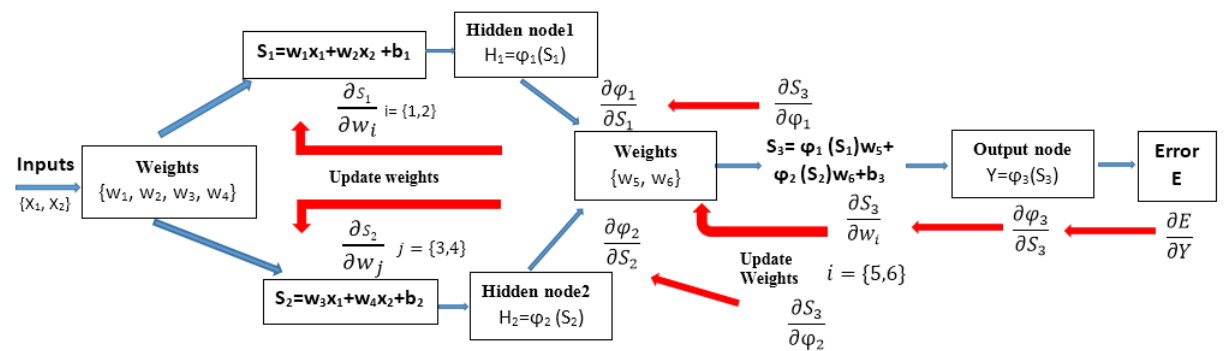 S₁=w₁x₁+w₂x₂ +b₁
Hidden node1
H₁=φ₁(S₁)
∂S₁/∂wᵢ i= {1,2}
∂φ₁/∂S₁
∂S₃/∂φ₁
Inputs
{X₁, X₂}
Weights
{w₁, w₂, w₃, w₄}
Update weights
Weights
{w₅, w₆}
S₃= φ₁ (S₁)w₅+
φ₂ (S₂)w₆+b₃
Output node
Y=φ₃(S₃)
Error
E
∂S₂/∂wⱼ j = {3,4}
∂φ₂/∂S₂
∂S₃/∂wᵢ
∂φ₃/∂S₃
∂E/∂Y
Update
Weights
i = {5,6}
S₂=w₃x₁+w₄x₂+b₂
Hidden node2
H₂=φ₂ (S₂)
∂S₃/∂φ₂